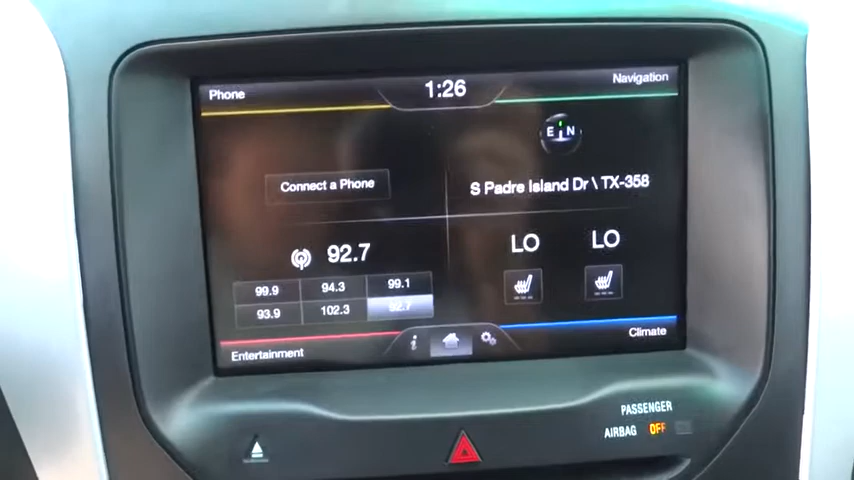 Phone
1:26
Navigation
E N
Connect a Phone
S Padre Island Dr \ TX-358
92.7
LO LO
99.9 94.3 99.1
93.9 102.3 92.7
Entertainment
i
Climate
PASSENGER
AIRBAG OFF